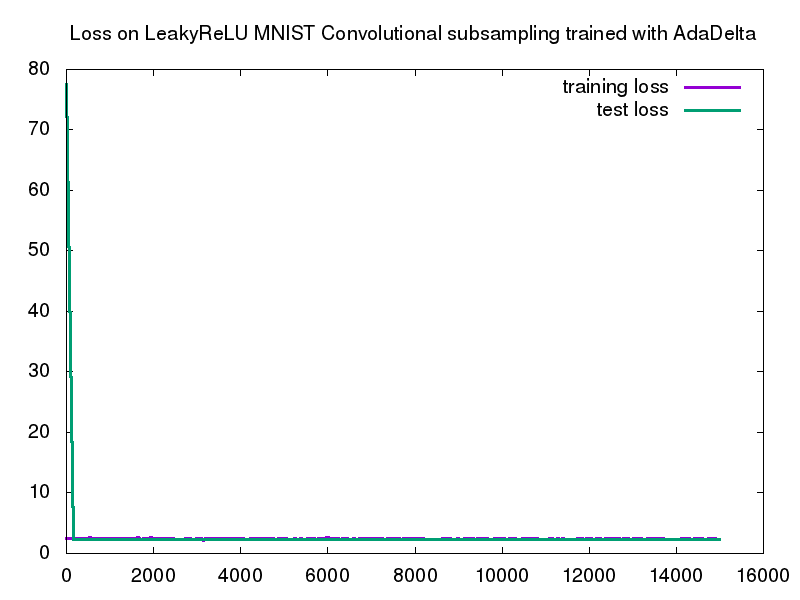 Loss on LeakyReLU MNIST Convolutional subsampling trained with AdaDelta
training loss
test loss
80
70
60
50
40
30
20
10
0
0 2000 4000 6000 8000 10000 12000 14000 16000